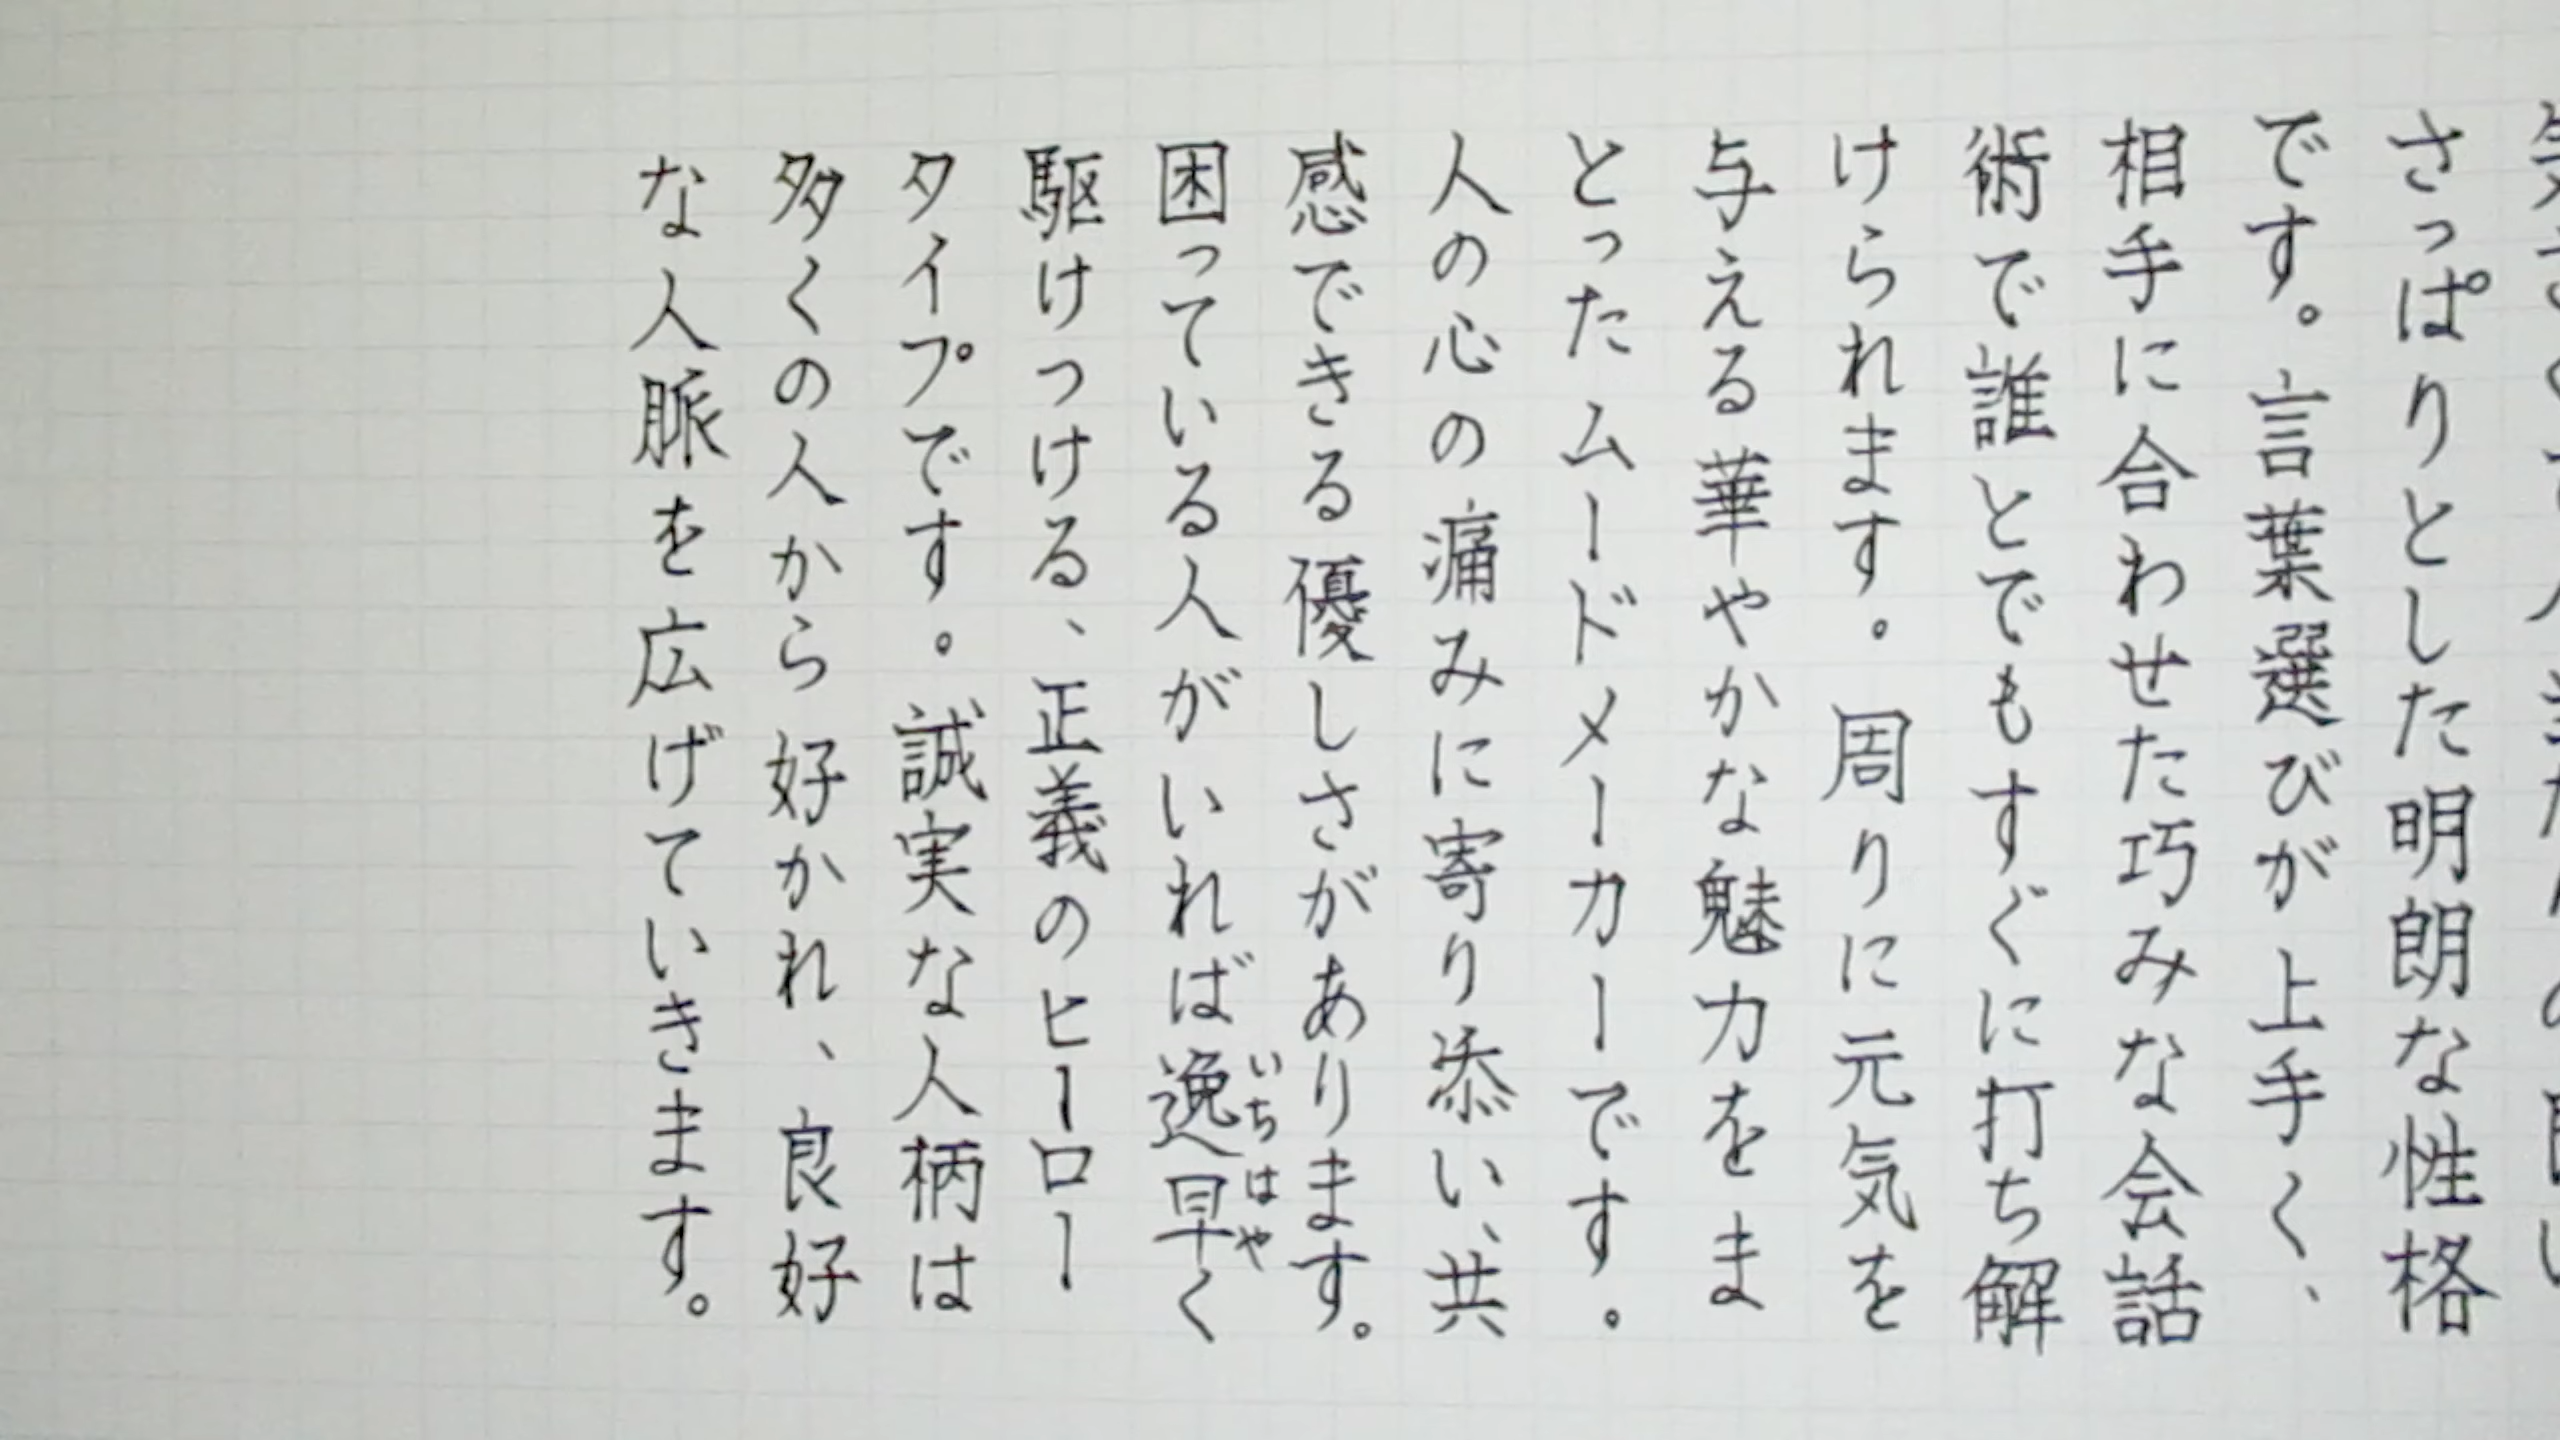 さっぱりとした明朗な性格
です。言葉選びが上手く、
相手に合わせた巧みな会話
術で誰とでもすぐに打ち解
けられます。周りに元気を
与える華やかな魅力をま
とったムードメーカーです。
人の心の痛みに寄り添い、共
感できる優しさがあります。
困っている人がいれば逸早く
いちはや
駆けつける、正義のヒーロー
タイプです。誠実な人柄は
多くの人から好かれ、良好
な人脈を広げていきます。